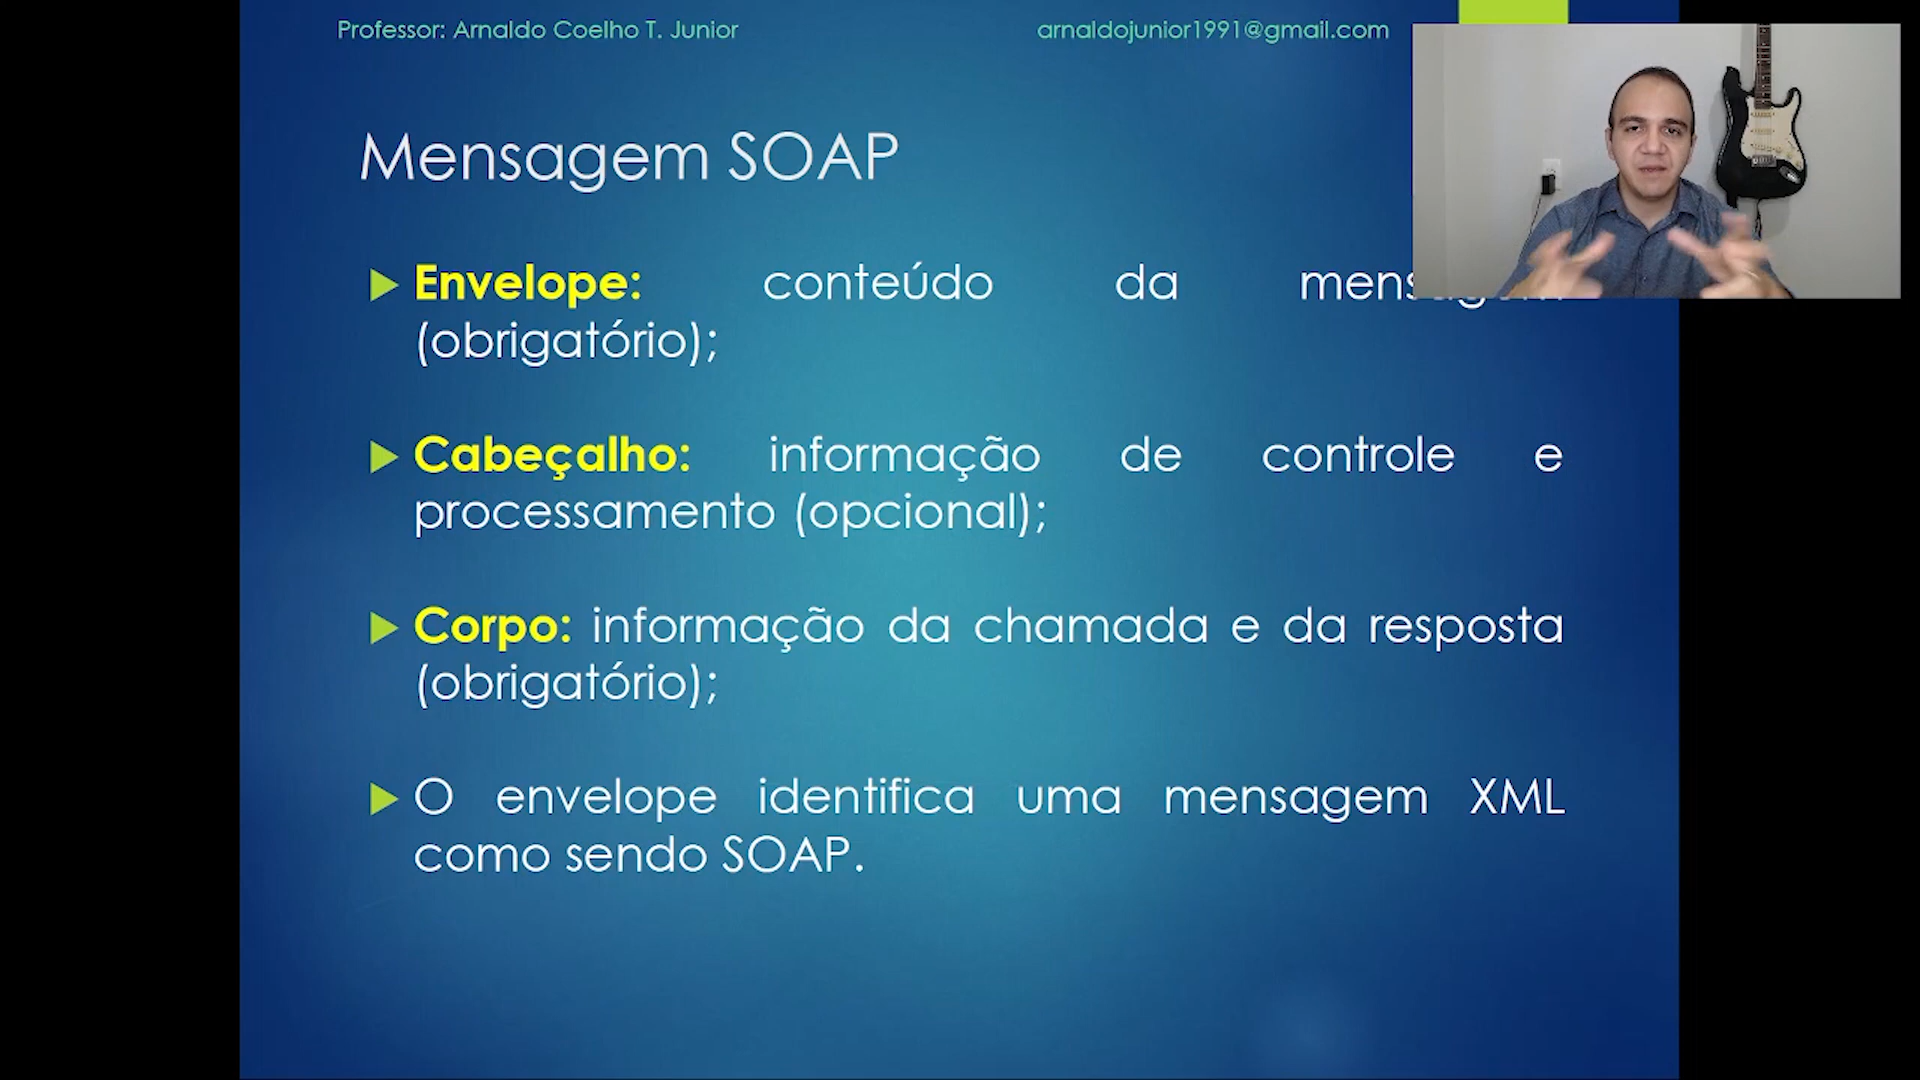 Professor: Arnaldo Coelho T. Junior arnaldojunior1991@gmail.com
Mensagem SOAP
Envelope: conteúdo da
(obrigatório);
Cabeçalho: informação de controle e
processamento (opcional);
Corpo: informação da chamada e da resposta
(obrigatório);
O envelope identifica uma mensagem XML
como sendo SOAP.